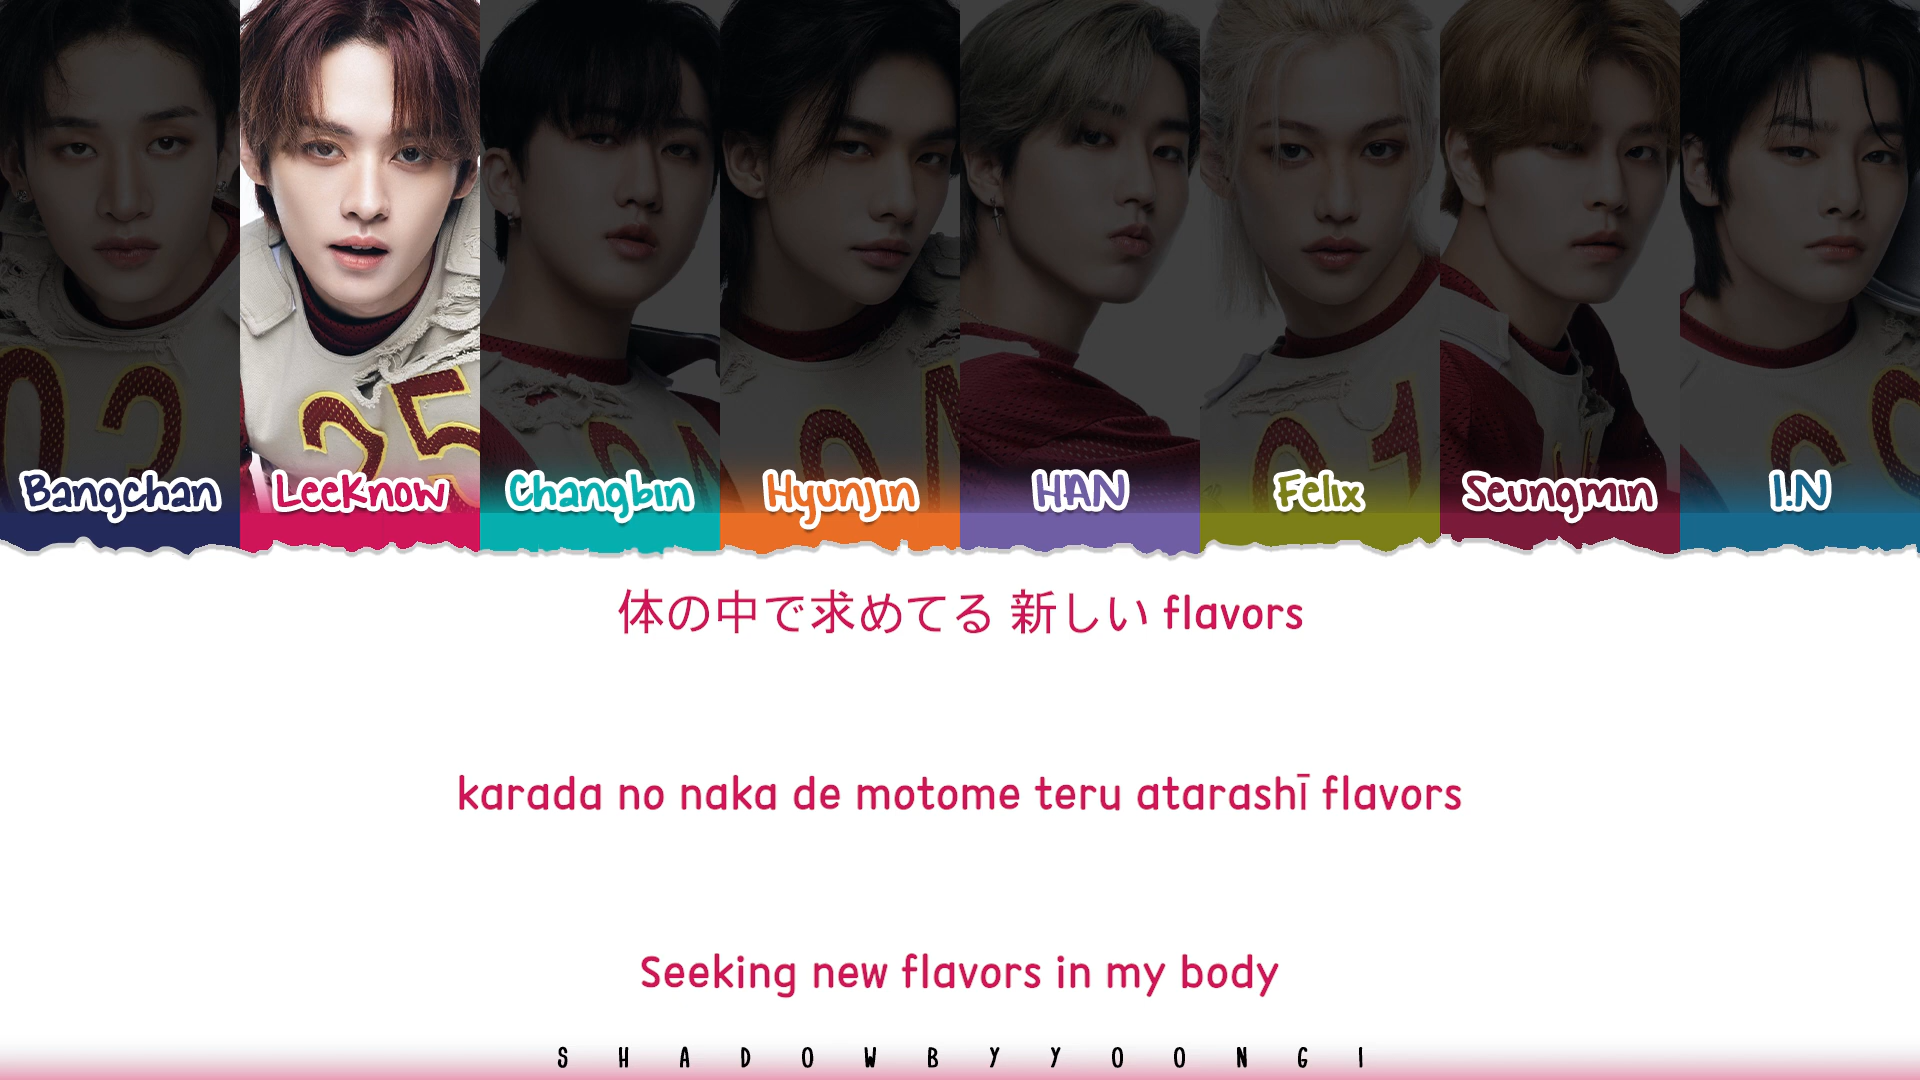 Bangchan LeeKnow Changbin Hyunjin HAN Felix Seungmin I.N
体の中で求めてる 新しい flavors
karada no naka de motome teru atarashī flavors
Seeking new flavors in my body
SHADOWBYYOONGI